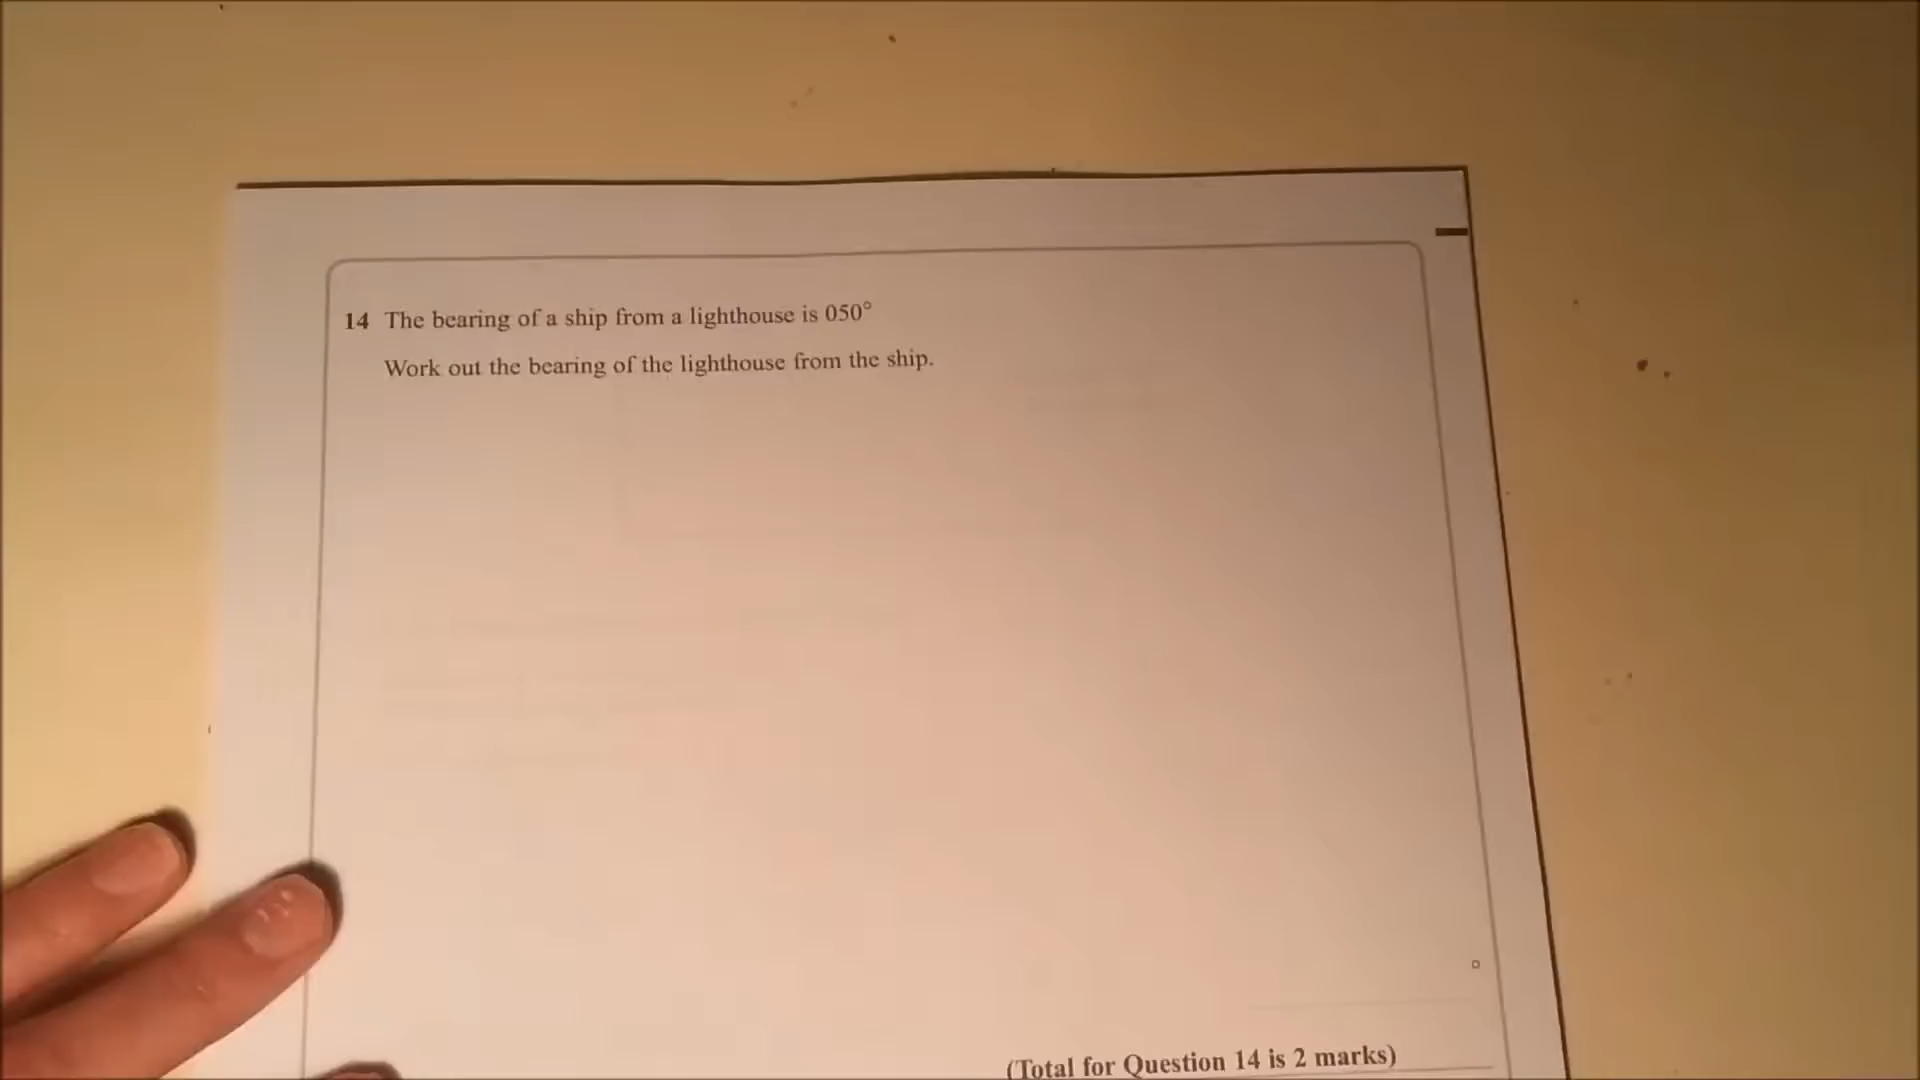 14 The bearing of a ship from a lighthouse is 050°
Work out the bearing of the lighthouse from the ship.
°
(Total for Question 14 is 2 marks)